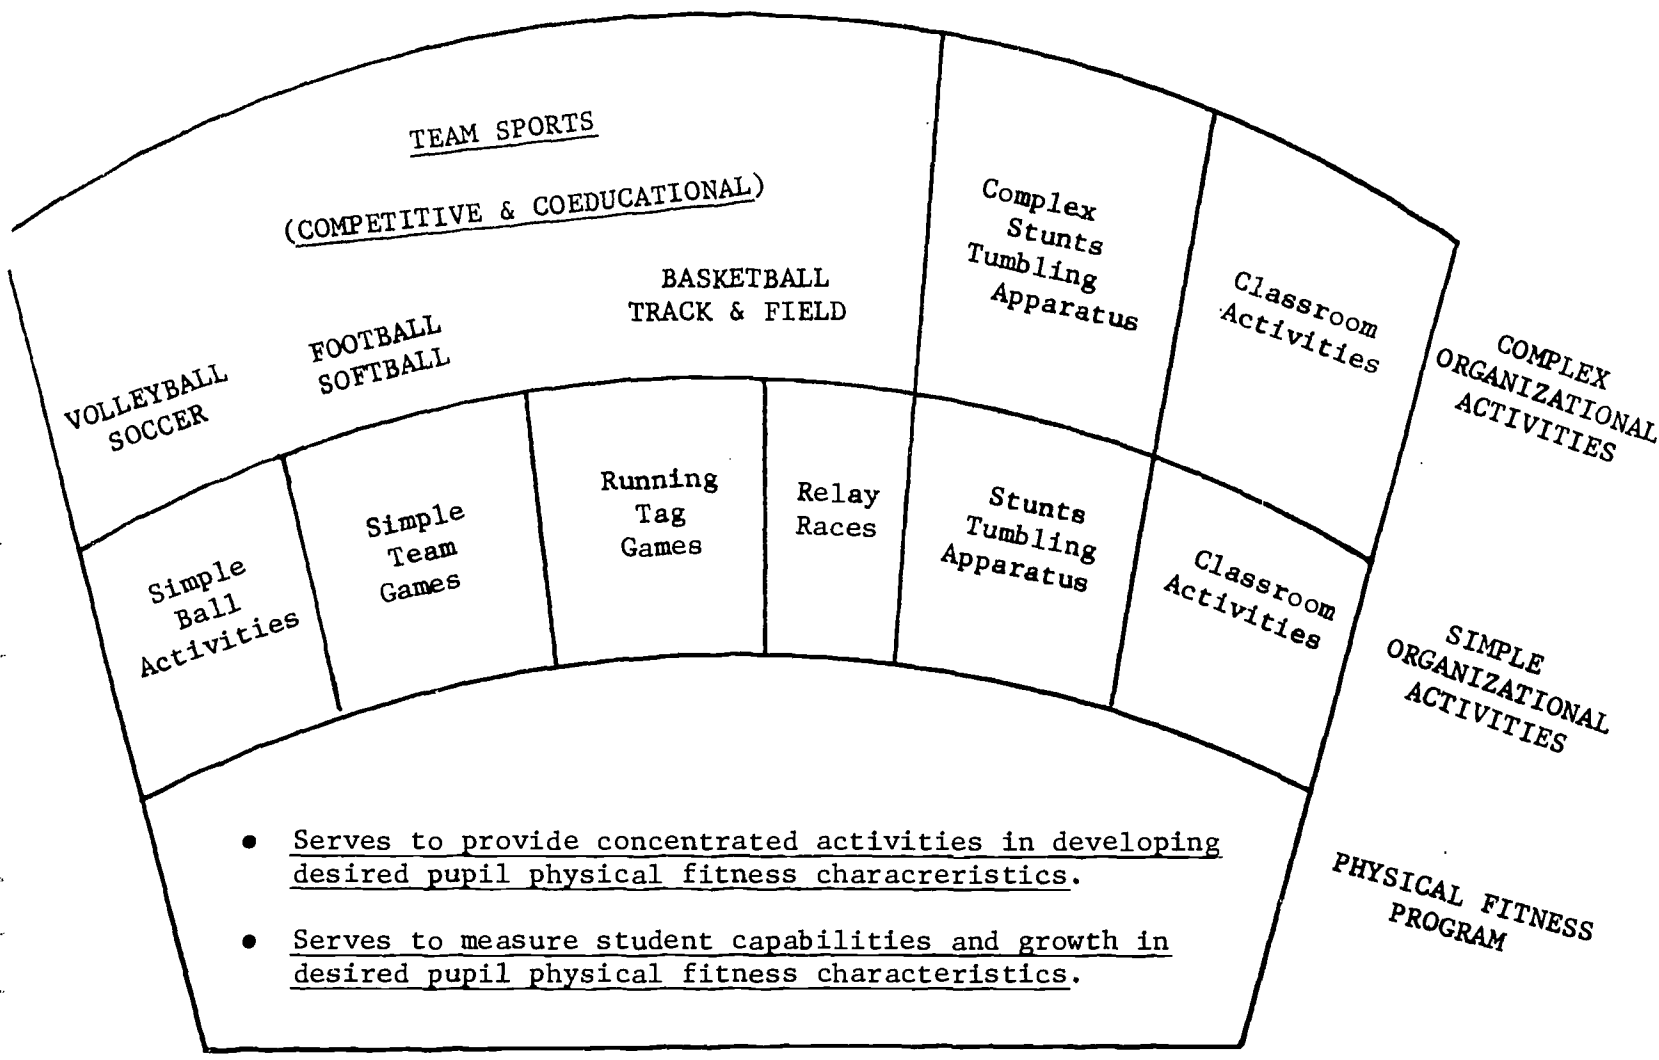 TEAM SPORTS
(COMPETITIVE & COEDUCATIONAL)
VOLLEYBALL
SOCCER
FOOTBALL
SOFTBALL
BASKETBALL
TRACK & FIELD
Complex
Stunts
Tumbling
Apparatus
Classroom
Activities
COMPLEX
ORGANIZATIONAL
ACTIVITIES
Simple
Ball
Activities
Simple
Team
Games
Running
Tag
Games
Relay
Races
Stunts
Tumbling
Apparatus
Classroom
Activities
SIMPLE
ORGANIZATIONAL
ACTIVITIES
• Serves to provide concentrated activities in developing
desired pupil physical fitness characreristics.
• Serves to measure student capabilities and growth in
desired pupil physical fitness characteristics.
PHYSICAL FITNESS
PROGRAM